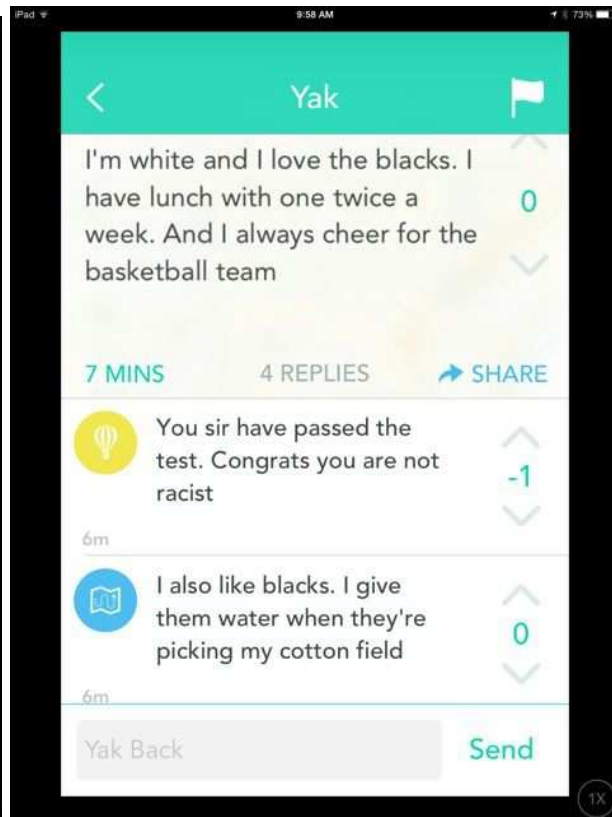 iPad 9:58 AM 73%
Yak
I'm white and I love the blacks. I
have lunch with one twice a
week. And I always cheer for the
basketball team
0
7 MINS 4 REPLIES SHARE
You sir have passed the
test. Congrats you are not
racist
-1
6m
I also like blacks. I give
them water when they're
picking my cotton field
0
6m
Yak Back Send
1X